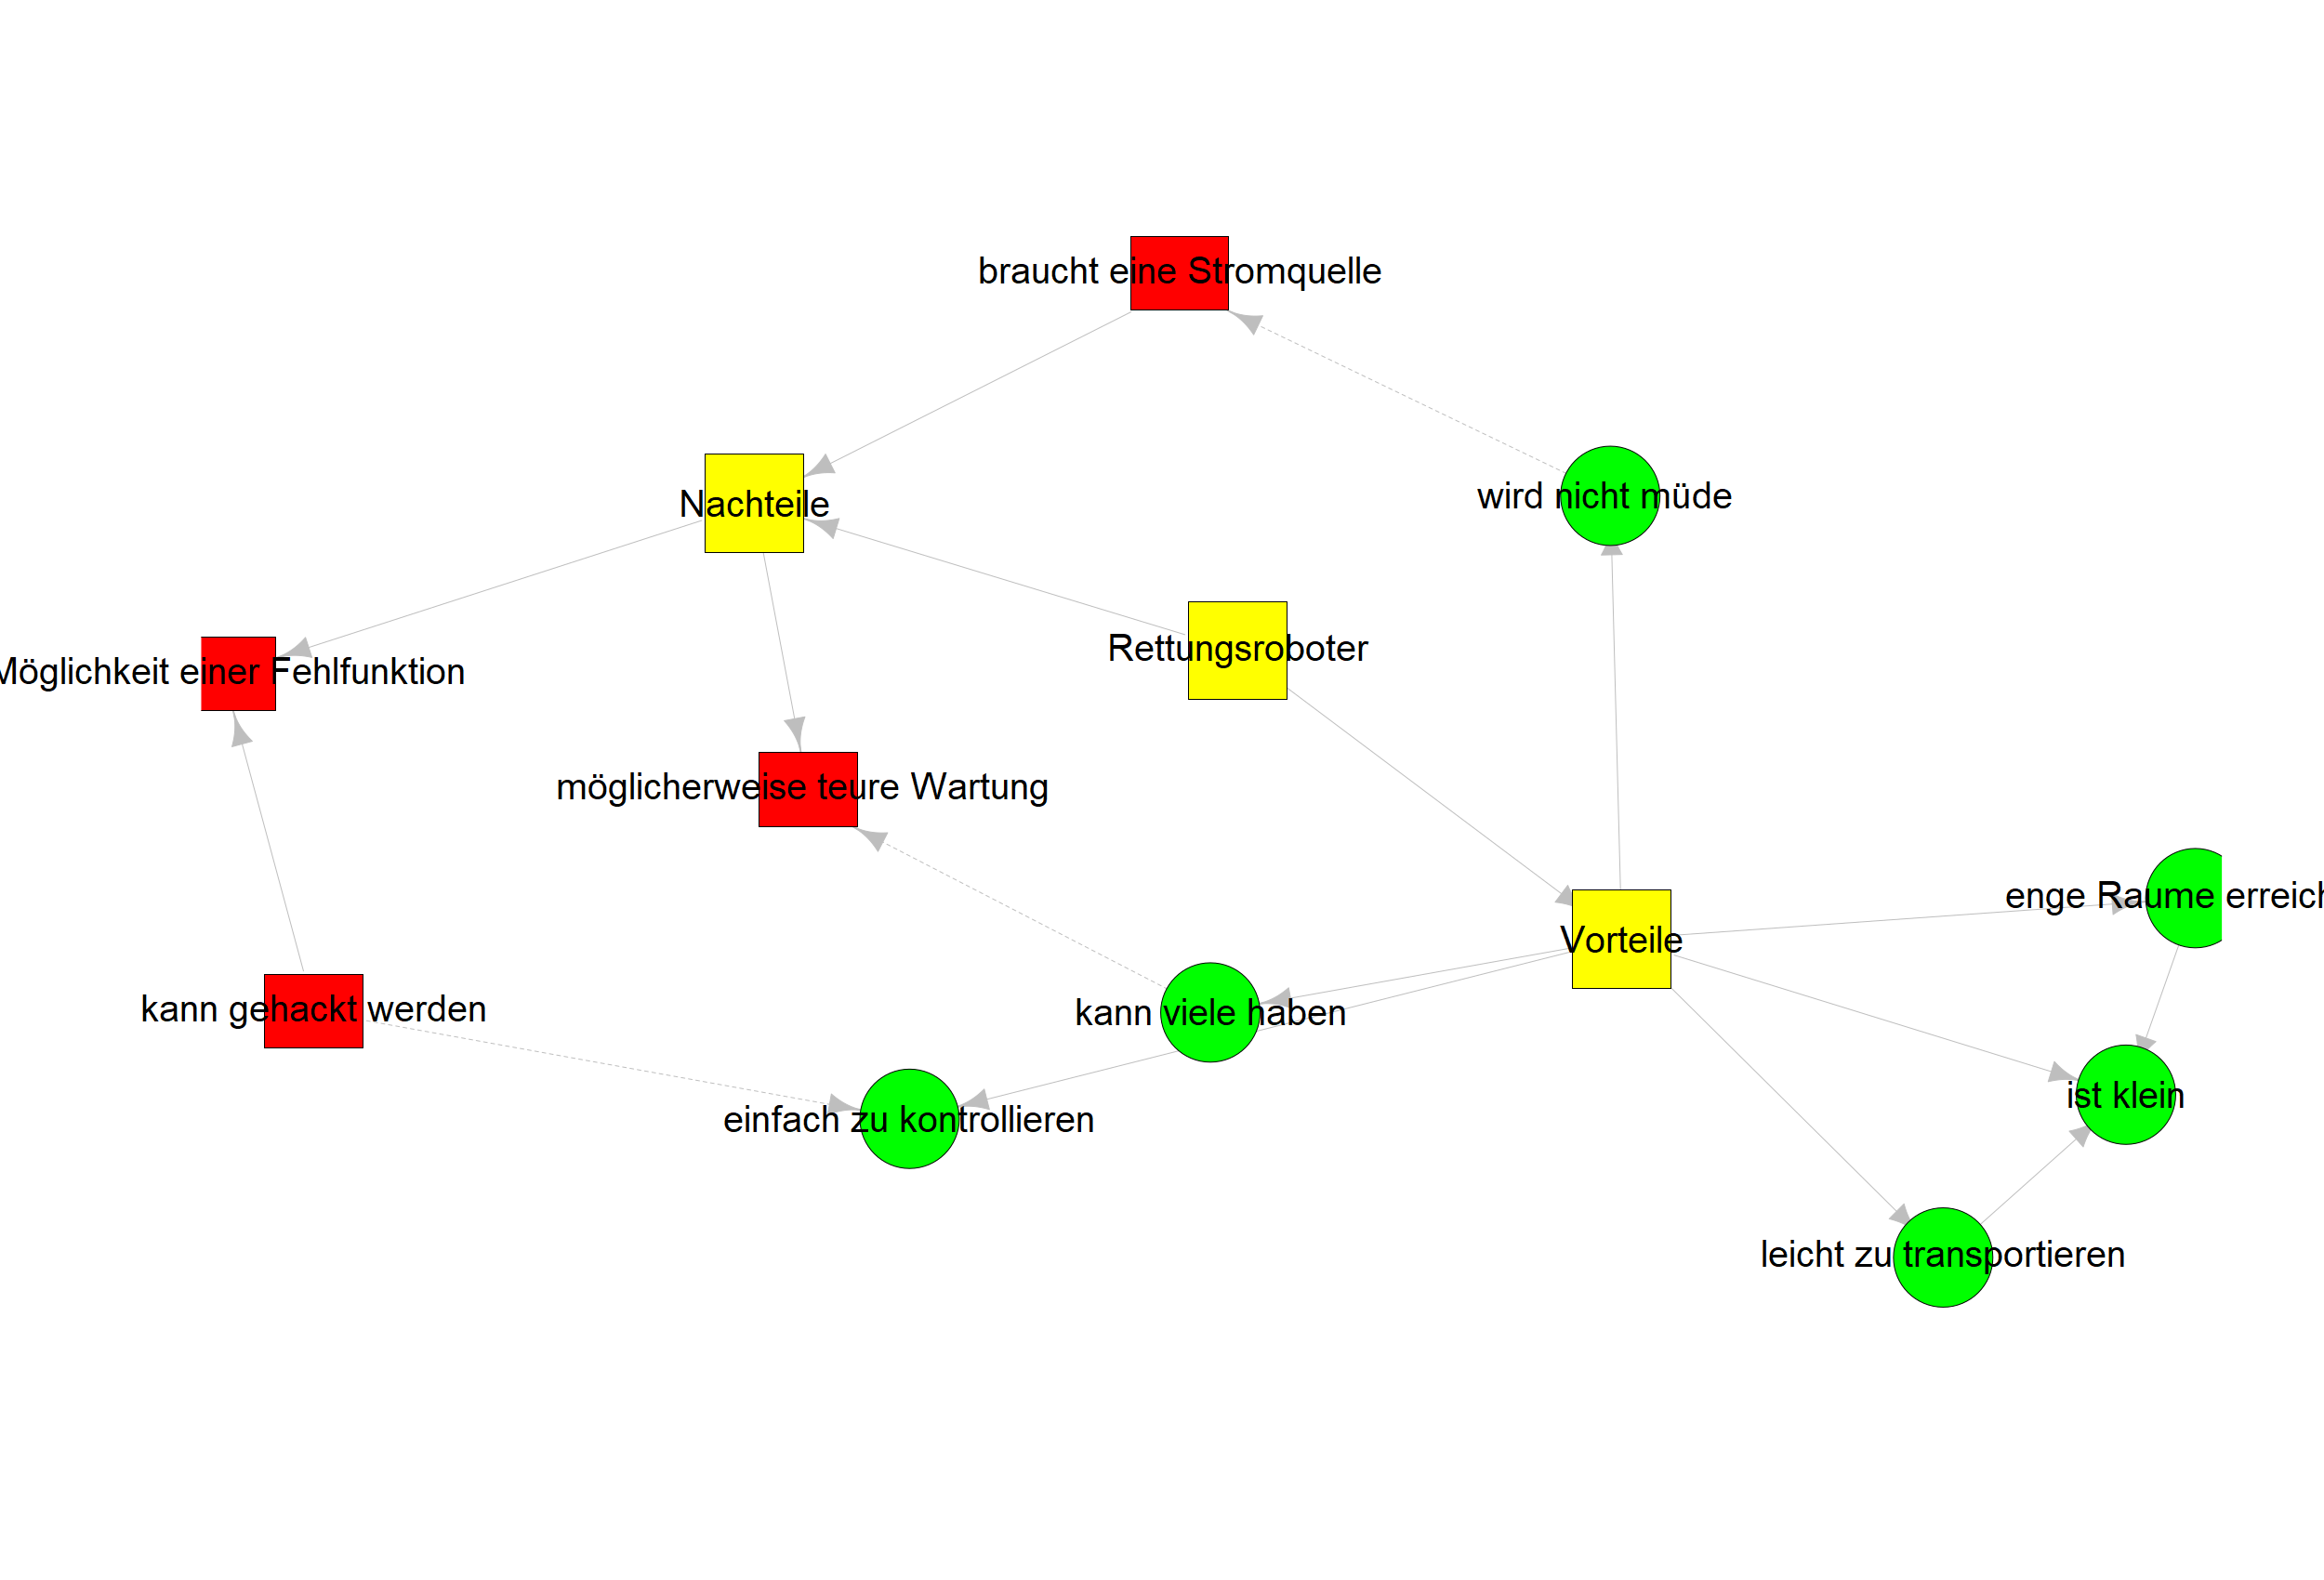 braucht eine Stromquelle
wird nicht müde
Nachteile
Rettungsroboter
Möglichkeit einer Fehlfunktion
möglicherweise teure Wartung
enge Raume erreich
Vorteile
kann gehackt werden
kann viele haben
ist klein
einfach zu kontrollieren
leicht zu transportieren